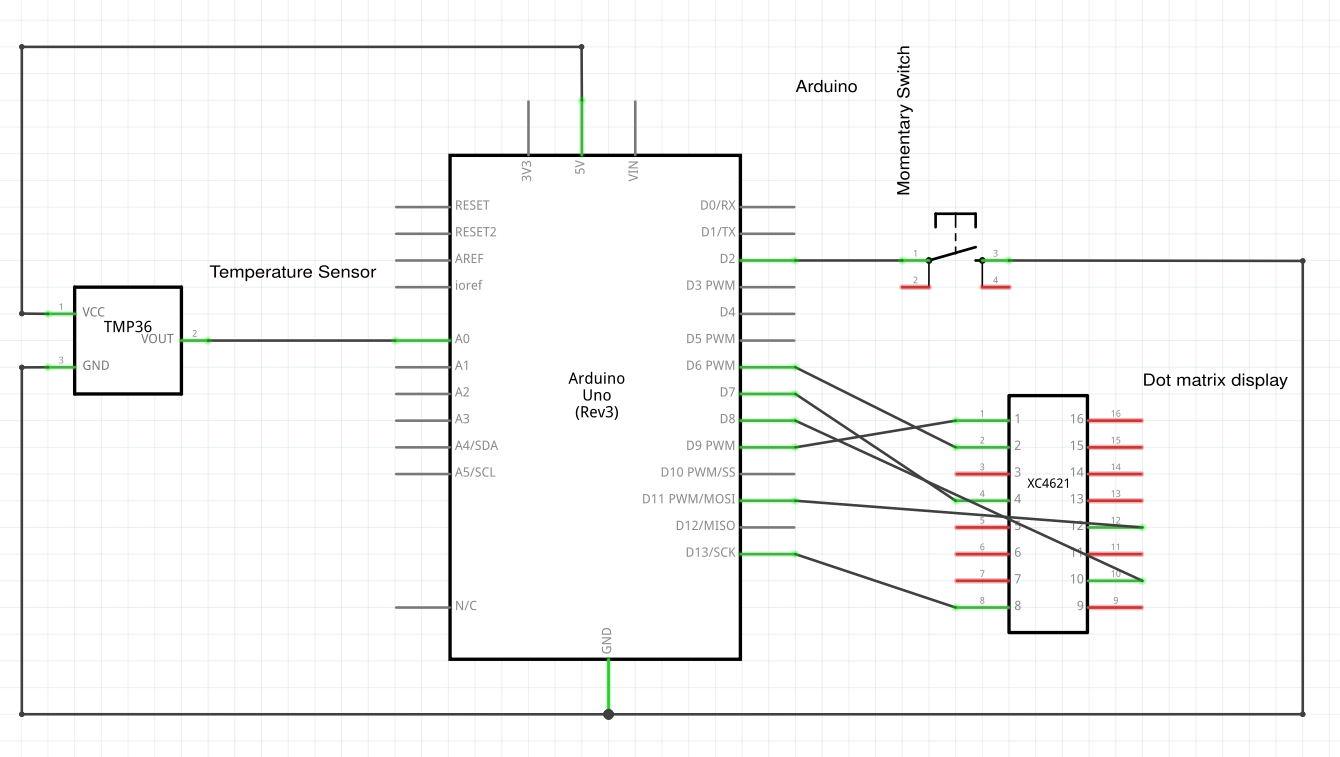 Arduino
Momentary Switch
3V3
5V
VIN
RESET
RESET2
AREF
ioref
A0
A1
A2
A3
A4/SDA
A5/SCL
N/C
D0/RX
D1/TX
D2
D3 PWM
D4
D5 PWM
D6 PWM
D7
D8
D9 PWM
D10 PWM/SS
D11 PWM/MOSI
D12/MISO
D13/SCK
GND
Arduino
Uno
(Rev3)
Temperature Sensor
1
VCC
TMP36
VOUT
2
3
GND
1
3
2
4
Dot matrix display
1 1 16 16
2 2 15 15
3 3 14 14
XC4621
4 4 13 13
5 5 12 12
6 6 11 11
7 7 10 10
8 8 9 9